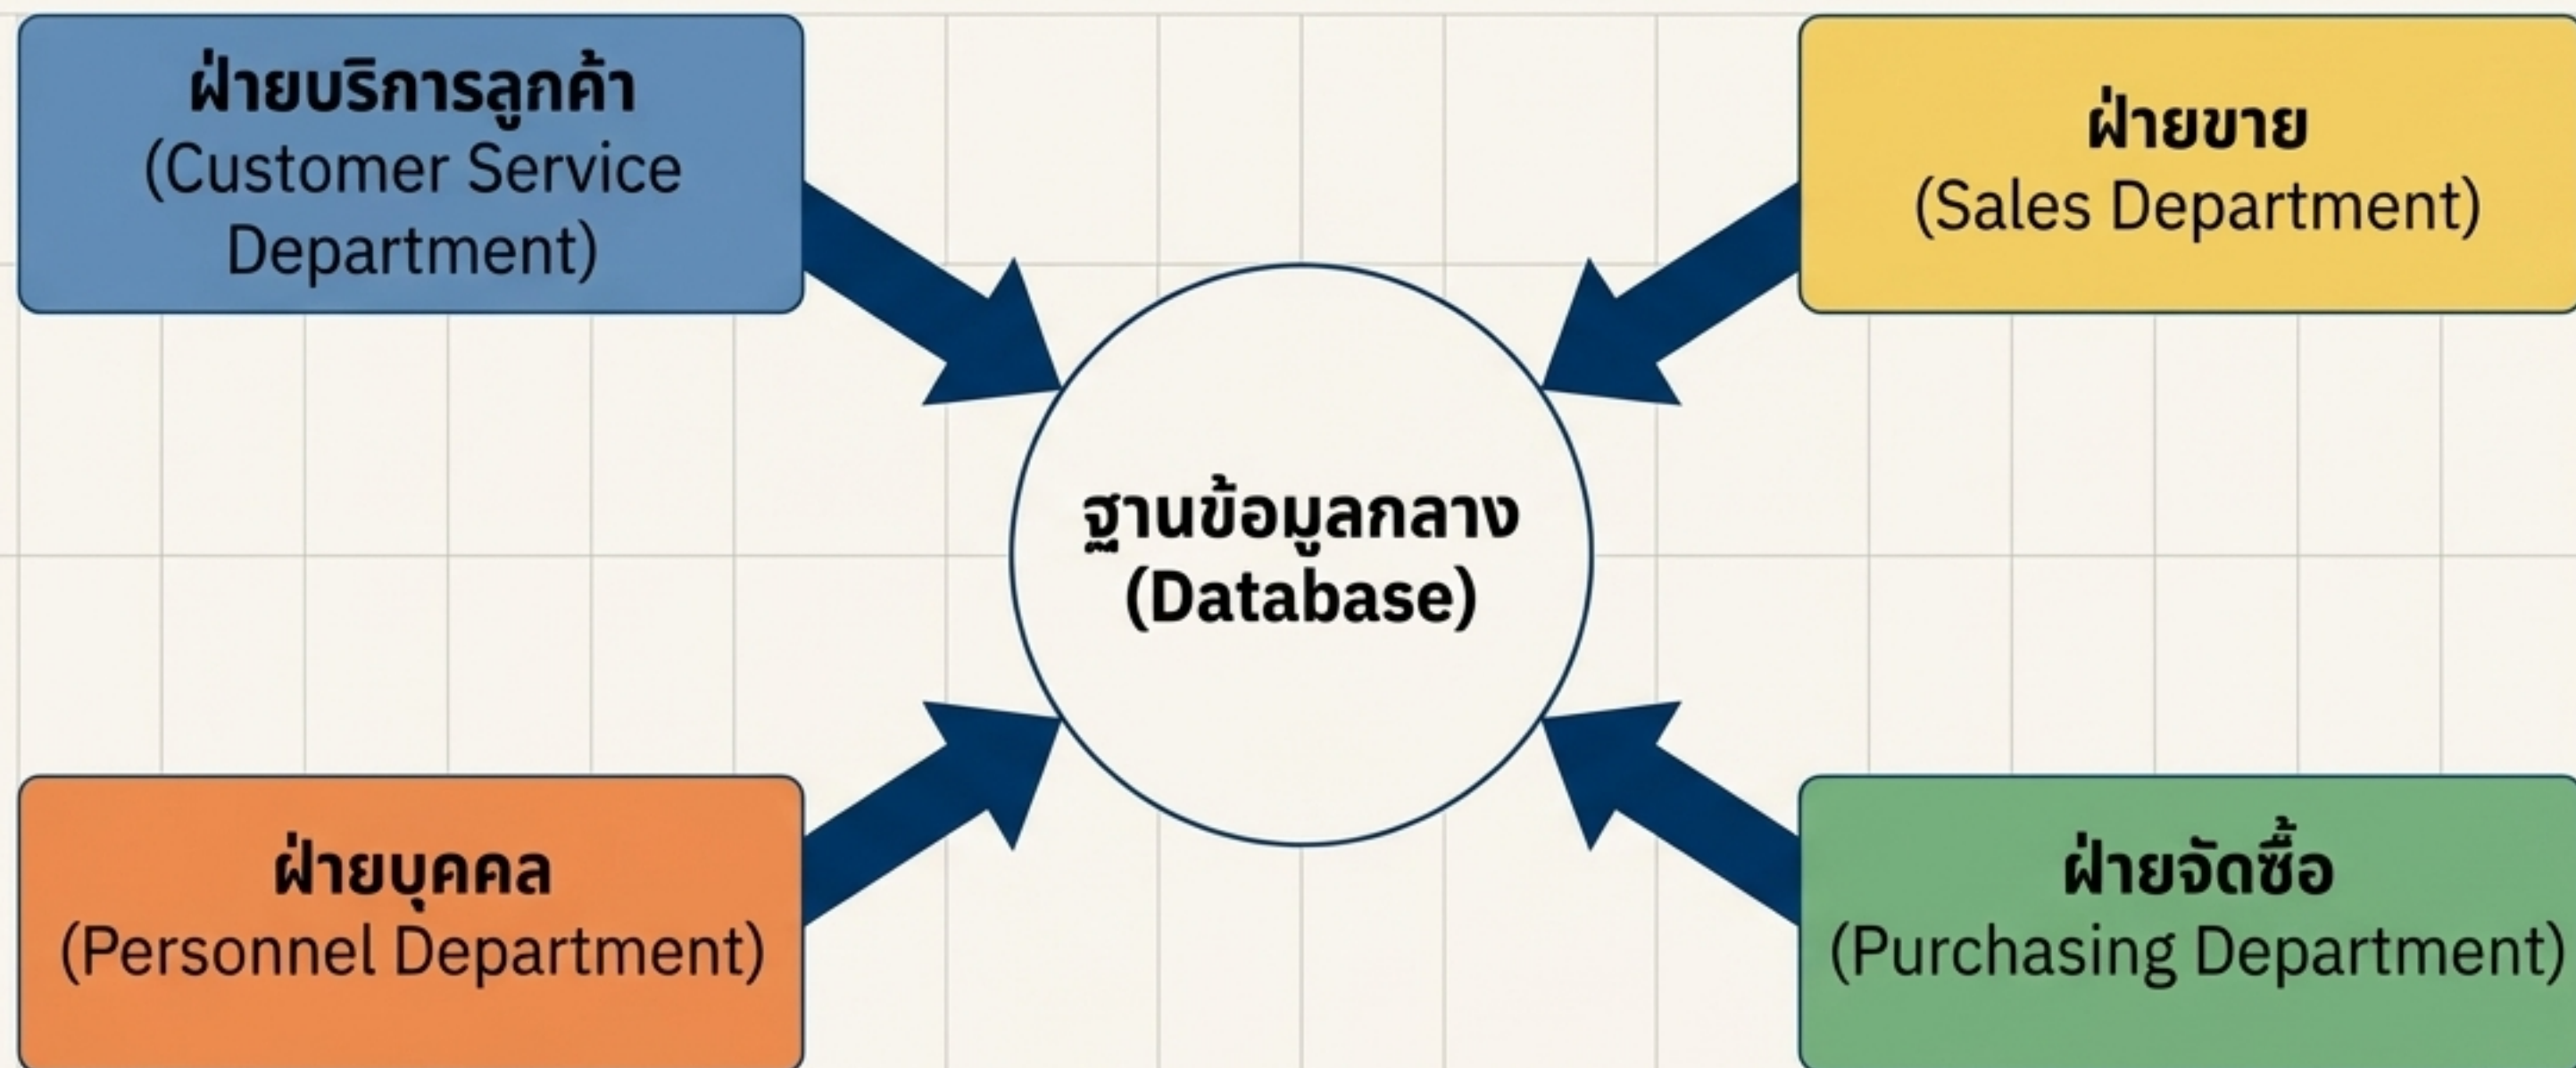 ฝ่ายบริการลูกค้า
(Customer Service
Department)
ฝ่ายขาย
(Sales Department)
ฐานข้อมูลกลาง
(Database)
ฝ่ายบุคคล
(Personnel Department)
ฝ่ายจัดซื้อ
(Purchasing Department)